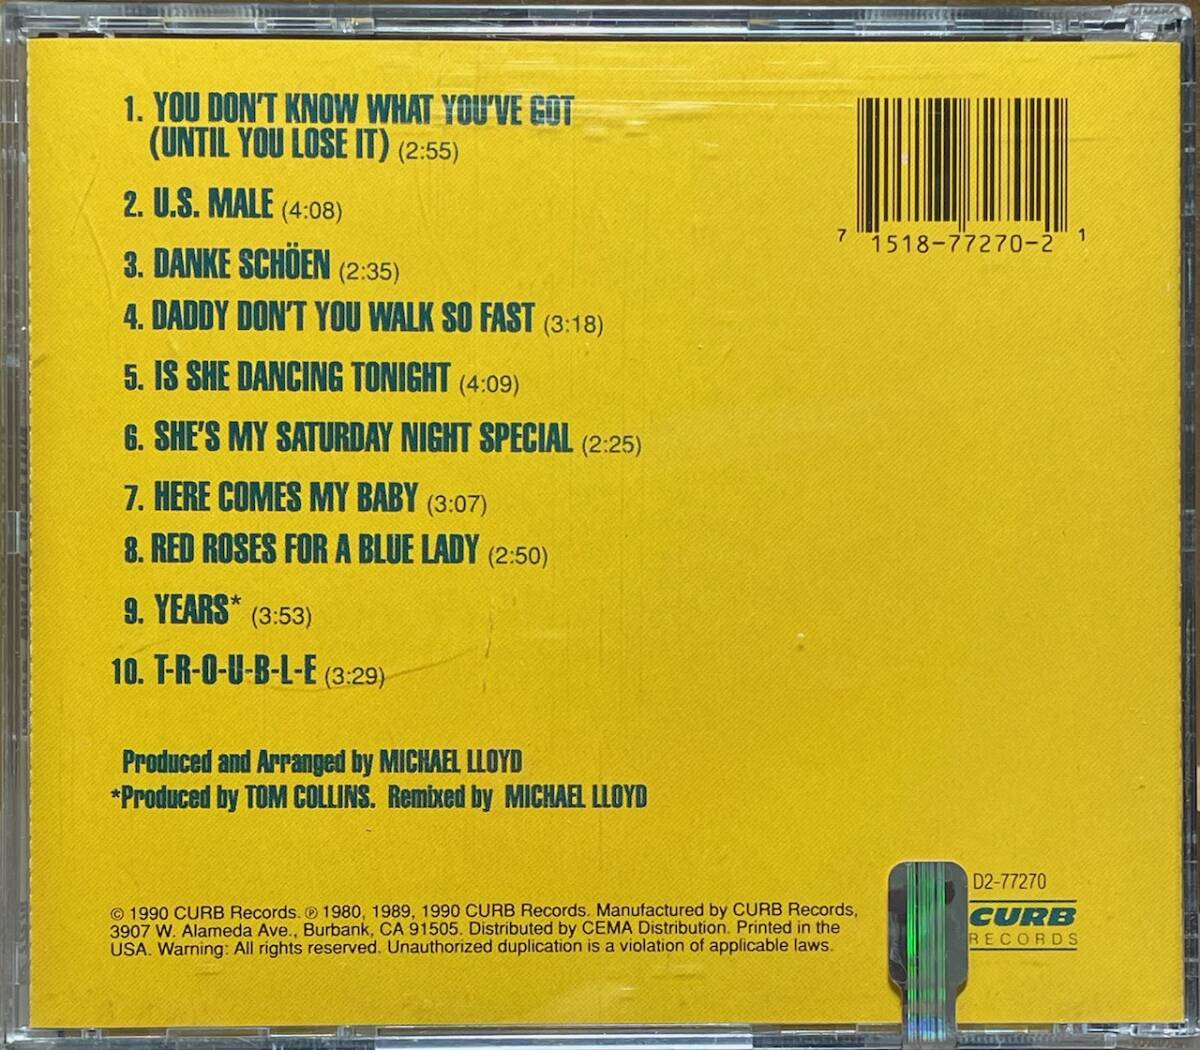 1. YOU DON'T KNOW WHAT YOU'VE GOT
(UNTIL YOU LOSE IT) (2:55)
2. U.S. MALE (4:08)
3. DANKE SCHÖEN (2:35)
4. DADDY DON'T YOU WALK SO FAST (3:18)
5. IS SHE DANCING TONIGHT (4:09)
6. SHE'S MY SATURDAY NIGHT SPECIAL (2:25)
7. HERE COMES MY BABY (3:07)
8. RED ROSES FOR A BLUE LADY (2:50)
9. YEARS* (3:53)
10. T-R-O-U-B-L-E (3:29)
7 1518-77270-2 1
Produced and Arranged by MICHAEL LLOYD
*Produced by TOM COLLINS. Remixed by MICHAEL LLOYD
© 1990 CURB Records. ℗ 1980, 1989, 1990 CURB Records. Manufactured by CURB Records,
3907 W. Alameda Ave., Burbank, CA 91505. Distributed by CEMA Distribution. Printed in the
USA. Warning: All rights reserved. Unauthorized duplication is a violation of applicable laws.
D2-77270
CURB
RECORDS